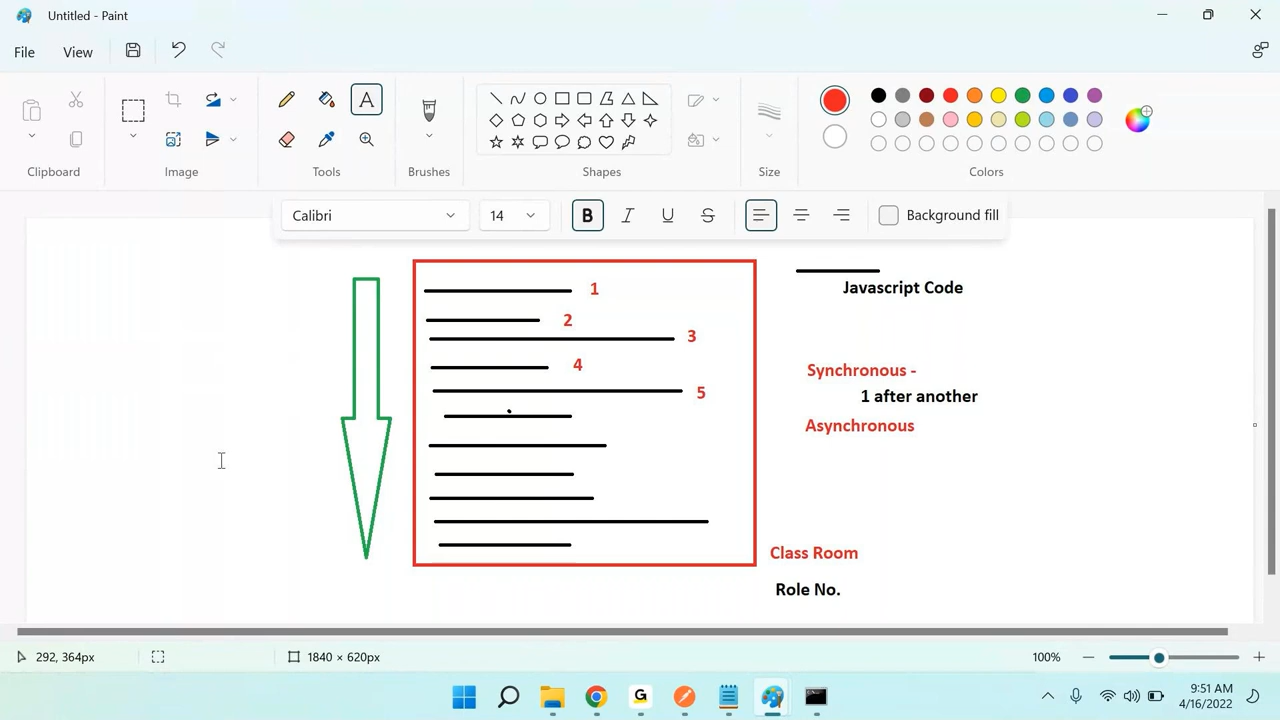 Untitled - Paint
File View
Clipboard
Image
Tools
Brushes
Shapes
Size
Colors
A
Calibri
14
B I U S
Background fill
1
2
3
4
5
Javascript Code
Synchronous -
1 after another
Asynchronous
Class Room
Role No.
292, 364px
1840 × 620px
100%
G
9:51 AM
4/16/2022